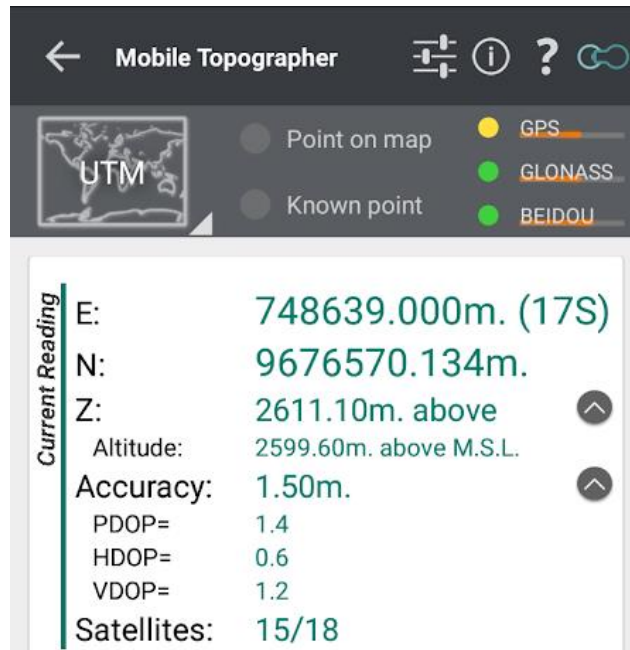 Mobile Topographer
UTM
Point on map
Known point
GPS
GLONASS
BEIDOU
Current Reading
E: 748639.000m. (17S)
N: 9676570.134m.
Z: 2611.10m. above
Altitude: 2599.60m. above M.S.L.
Accuracy: 1.50m.
PDOP= 1.4
HDOP= 0.6
VDOP= 1.2
Satellites: 15/18